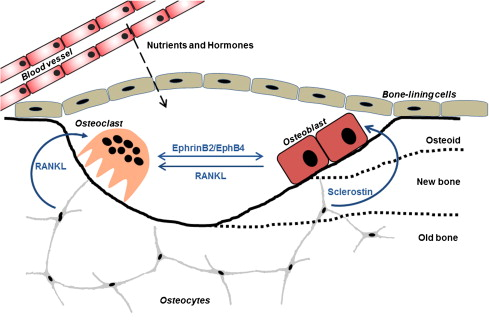 Blood vessel
Nutrients and Hormones
Bone-lining cells
Osteoclast
Osteoblast
EphrinB2/EphB4
RANKL
RANKL
Sclerostin
Osteoid
New bone
Old bone
Osteocytes